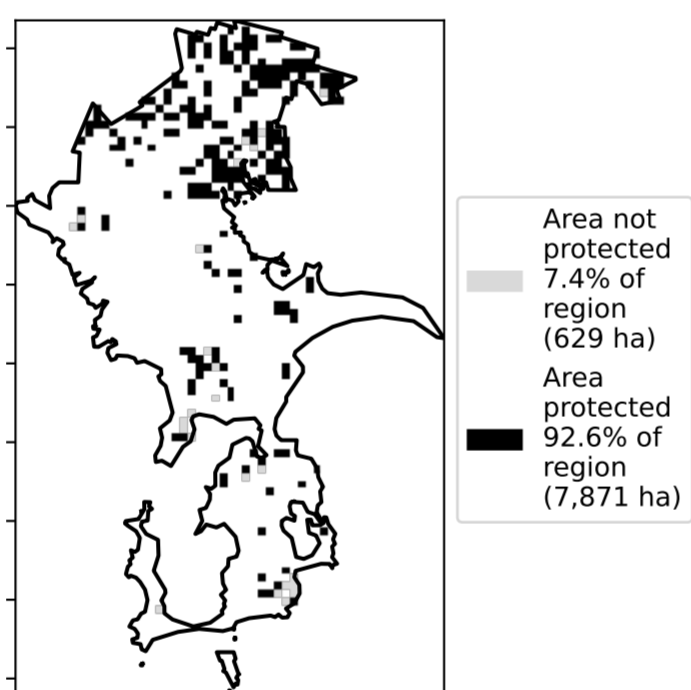 Area not
protected
7.4% of
region
(629 ha)
Area
protected
92.6% of
region
(7,871 ha)